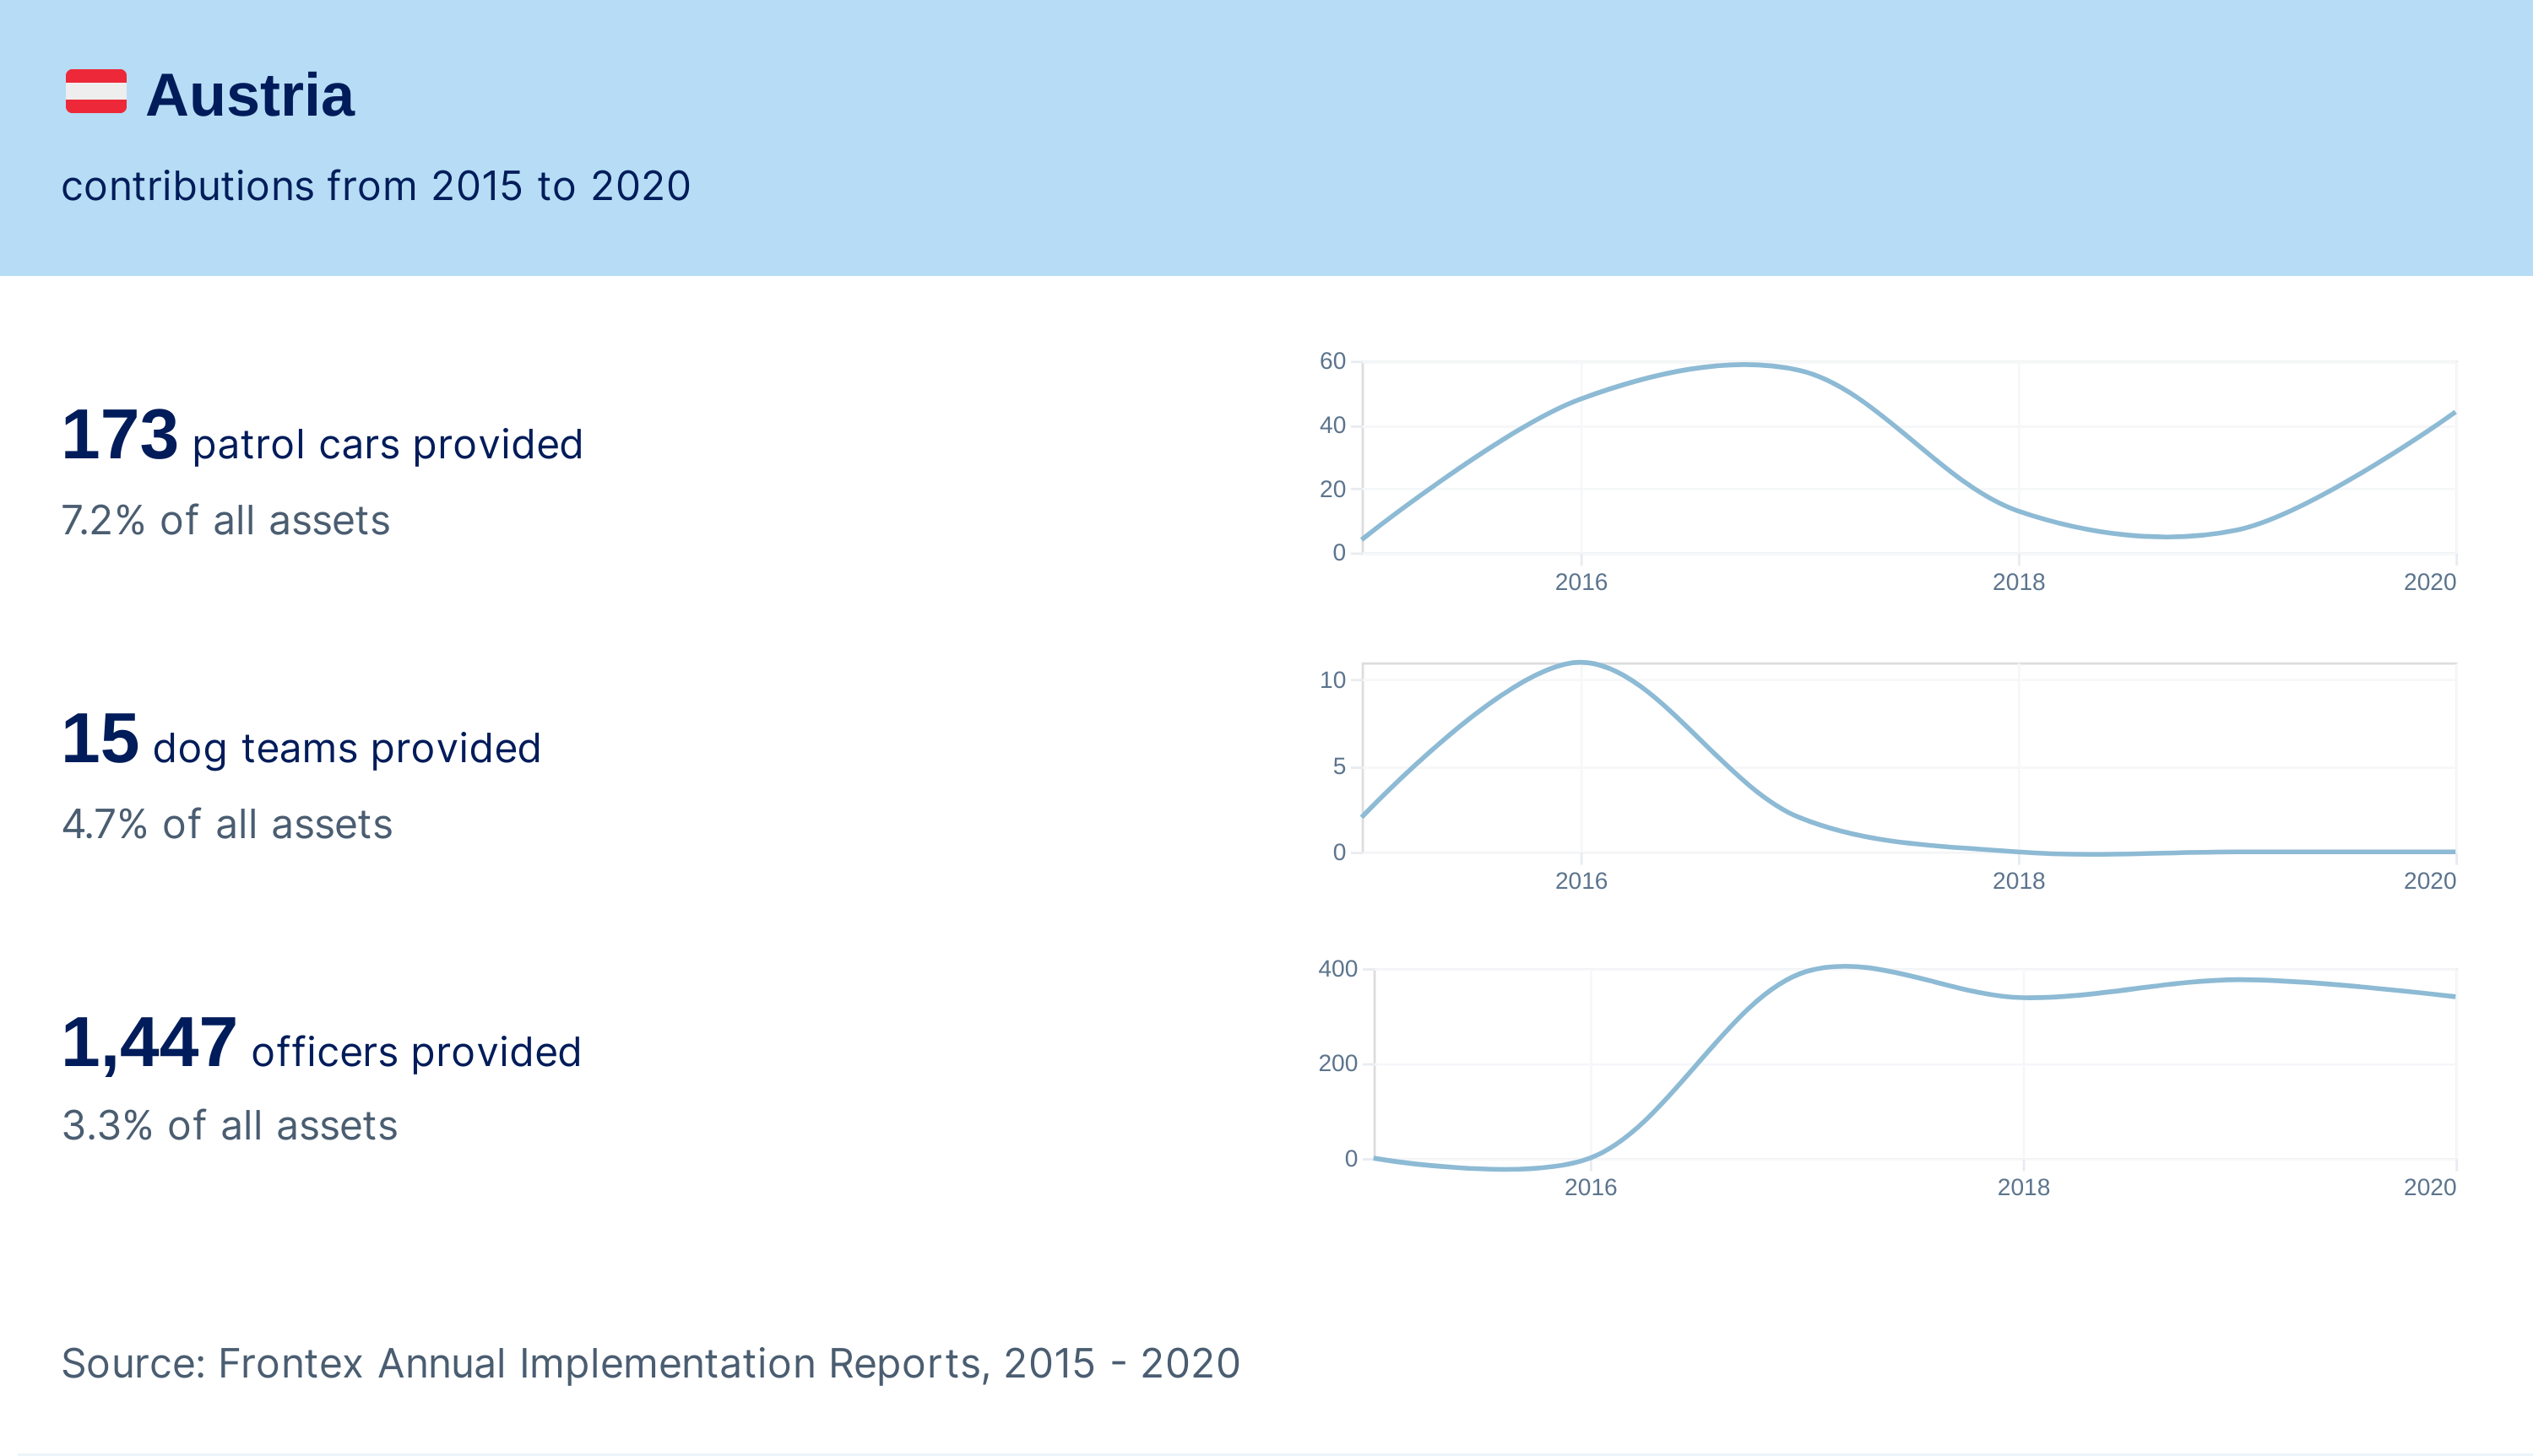 Austria
contributions from 2015 to 2020
173 patrol cars provided
7.2% of all assets
60
40
20
0
2016 2018 2020
15 dog teams provided
4.7% of all assets
10
5
0
2016 2018 2020
1,447 officers provided
3.3% of all assets
400
200
0
2016 2018 2020
Source: Frontex Annual Implementation Reports, 2015 - 2020